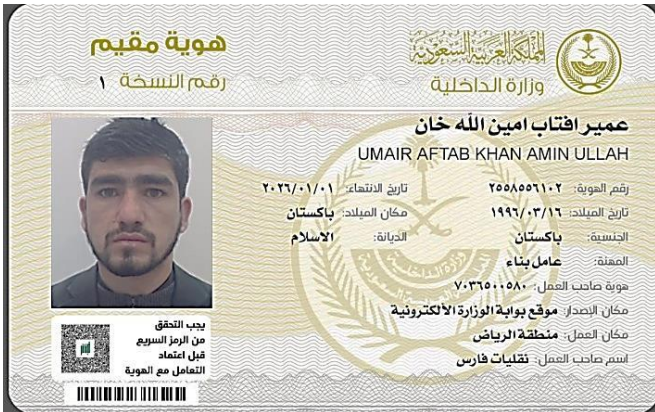 هوية مقيم
رقم النسخة ١
المملكة العربية السعودية
وزارة الداخلية
عمير افتاب امين الله خان
UMAIR AFTAB KHAN AMIN ULLAH
رقم الهوية: ٢٥٥٨٥٥٦١٠٢ تاريخ الانتهاء: ٢٠٢٦/٠١/٠١
تاريخ الميلاد: ١٩٩٦/٠٣/١٦ مكان الميلاد: باكستان
الجنسية: باكستان الديانة: الاسلام
المهنة: عامل بناء
هوية صاحب العمل: ٧٠٣٦٥٠٠٥٨٠
مكان الإصدار: موقع بوابة الوزارة الألكترونية
مكان العمل: منطقة الرياض
اسم صاحب العمل: نقليات فارس
يجب التحقق
من الرمز السريع
قبل اعتماد
التعامل مع الهوية